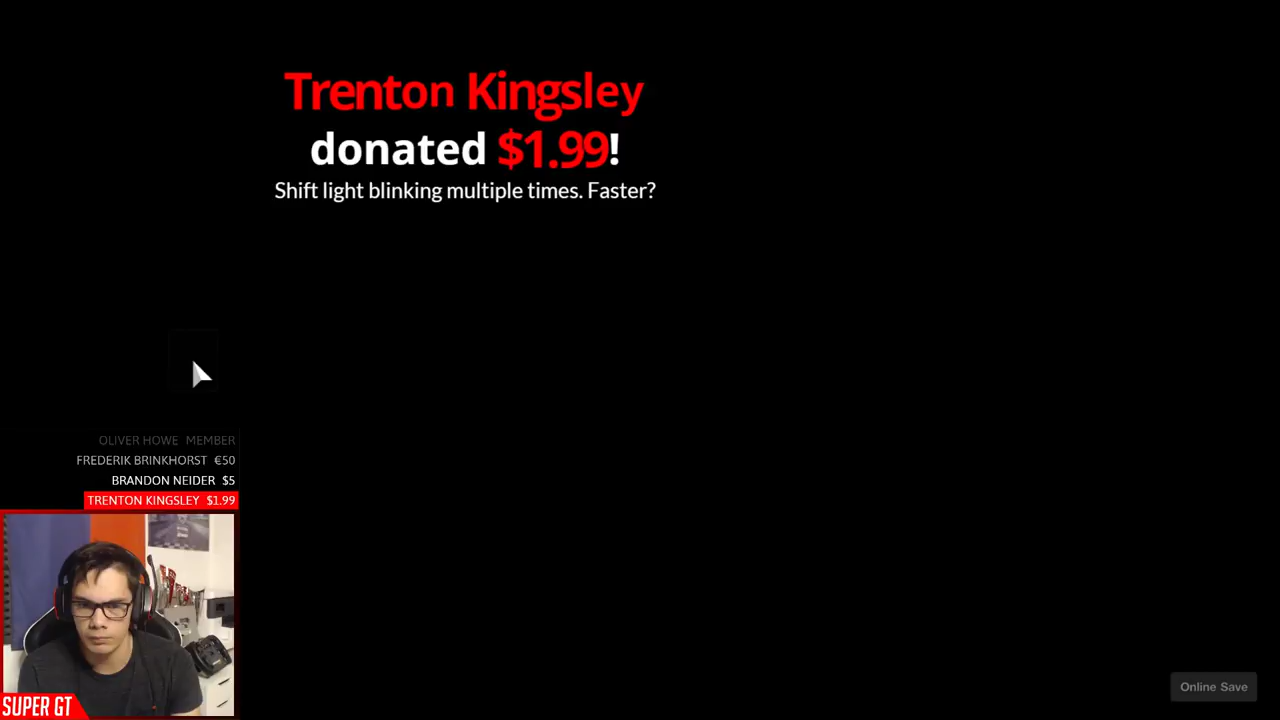 Trenton Kingsley
donated $1.99!
Shift light blinking multiple times. Faster?
OLIVER HOWE MEMBER
FREDERIK BRINKHORST €50
BRANDON NEIDER $5
TRENTON KINGSLEY $1.99
SUPER GT
Online Save